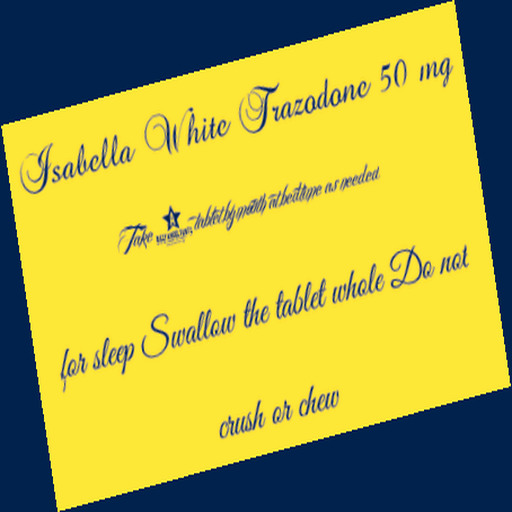 Isabella White Trazodone 50 mg
Take tablet by mouth at bedtime as needed
for sleep Swallow the tablet whole Do not
crush or chew